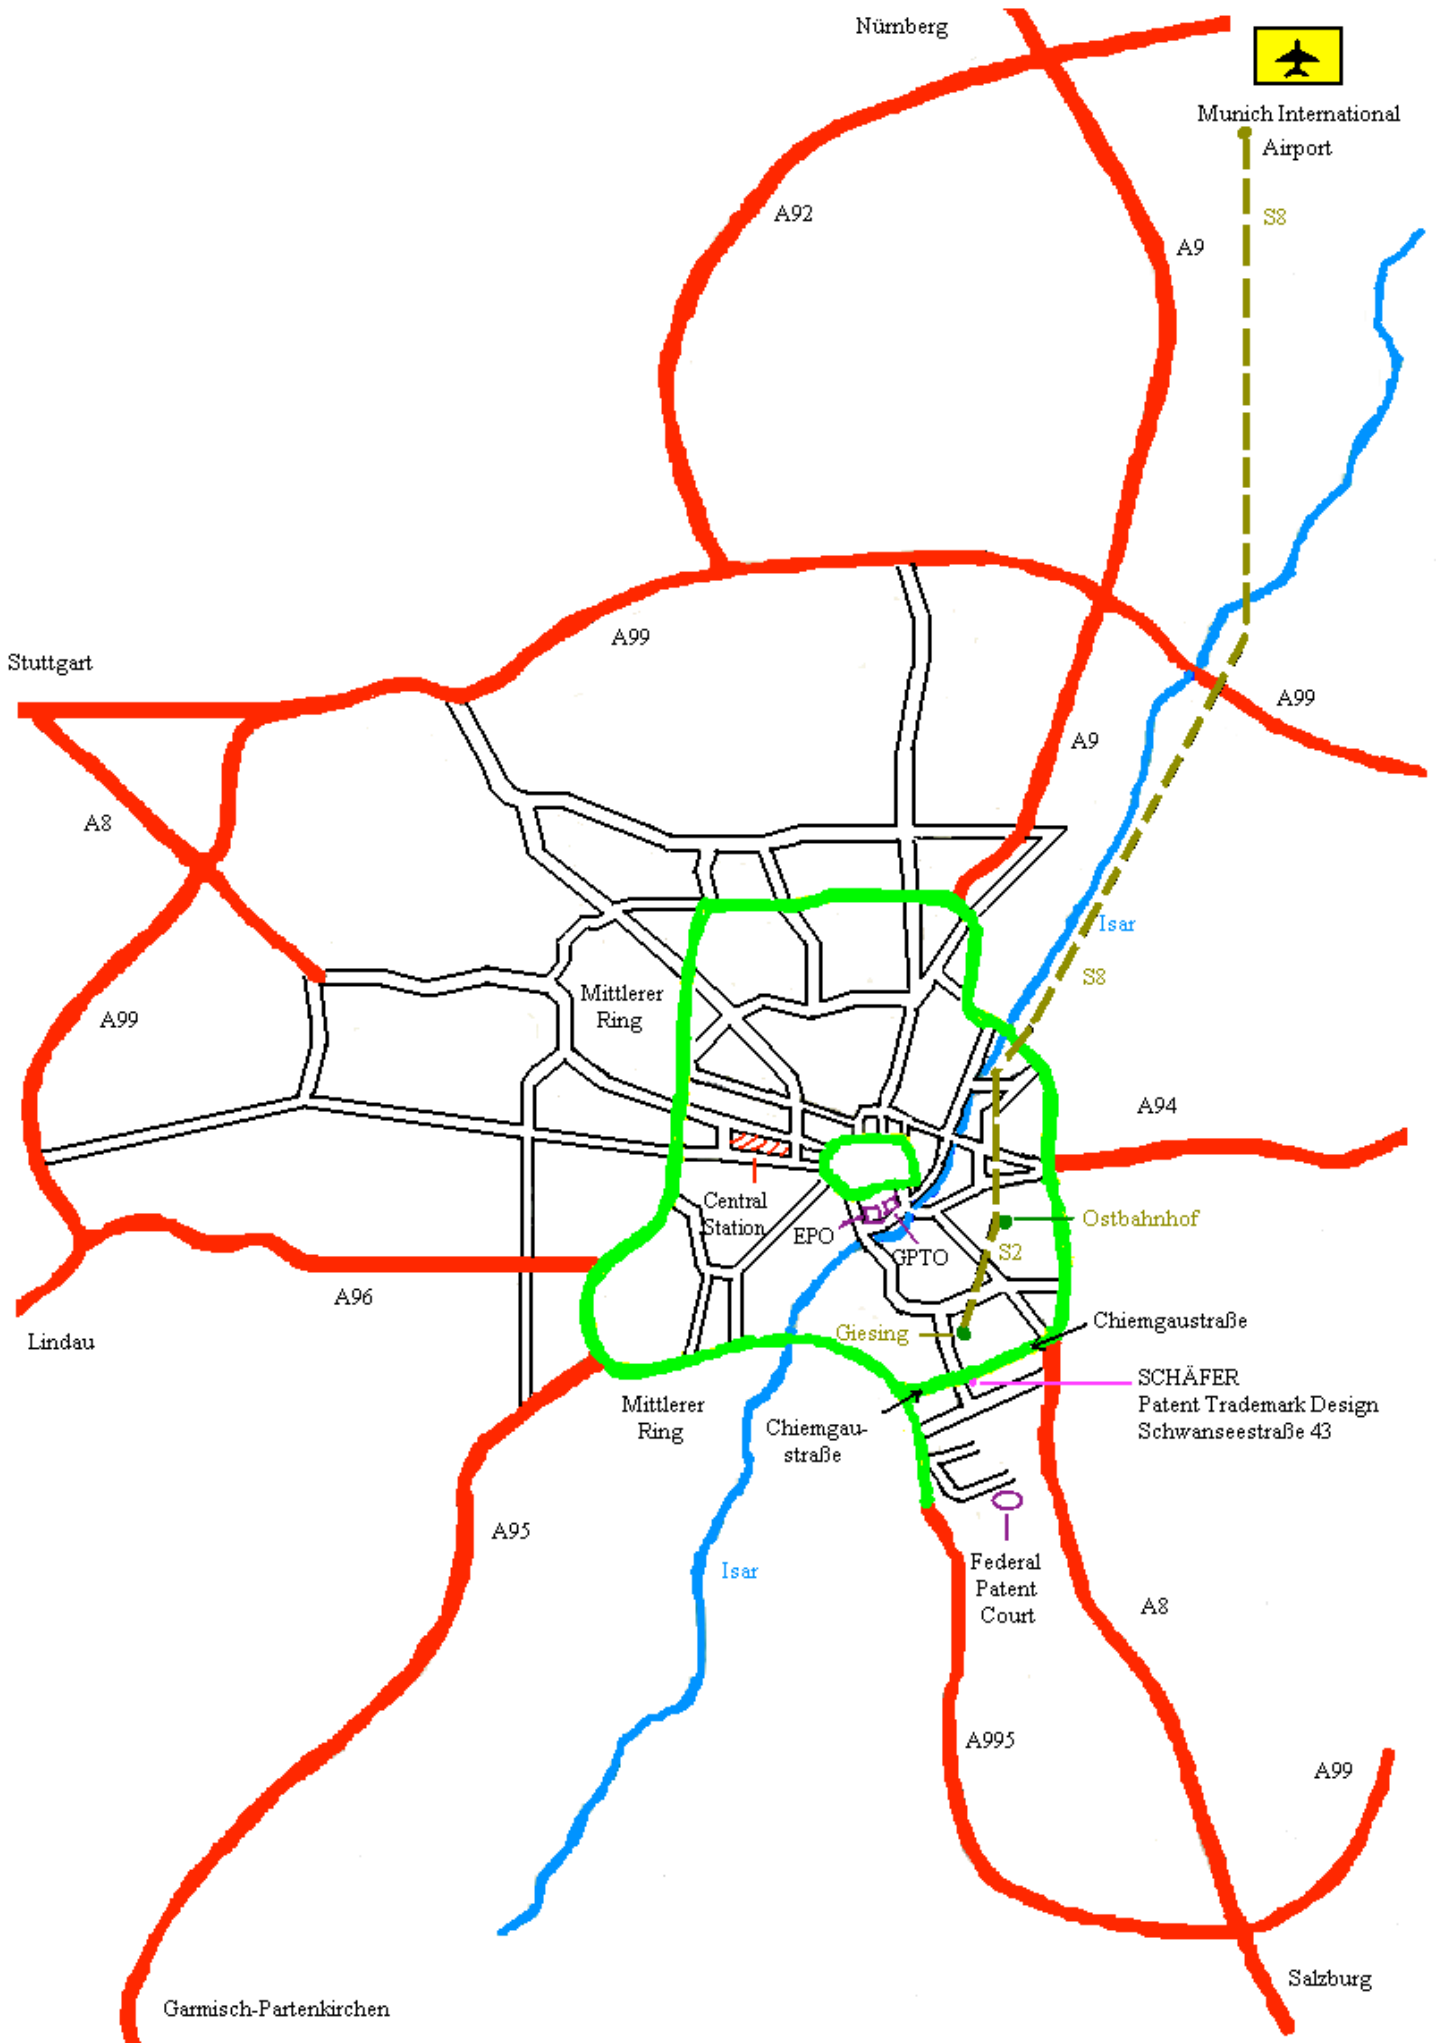 Nürnberg
Munich International
Airport
A92
S8
A9
A99
Stuttgart
A99
A9
A8
Isar
S8
Mittlerer
Ring
A99
A94
Central
Station
EPO
GPTO
Ostbahnhof
S2
A96
Giesing
Chiemgaustraße
Lindau
SCHÄFER
Patent Trademark Design
Schwanseestraße 43
Mittlerer
Ring
Chiemgau-
straße
A95
Isar
Federal
Patent
Court
A8
A995
A99
Salzburg
Garmisch-Partenkirchen